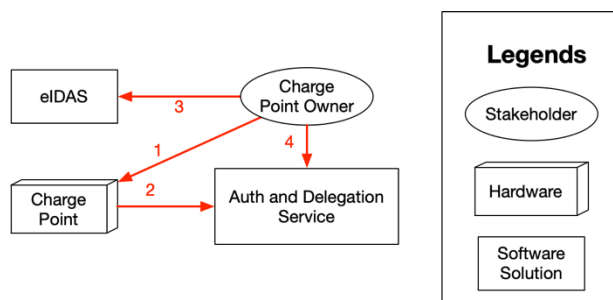 eIDAS
3
Charge
Point Owner
1
4
Charge
Point
2
Auth and Delegation
Service
Legends
Stakeholder
Hardware
Software
Solution